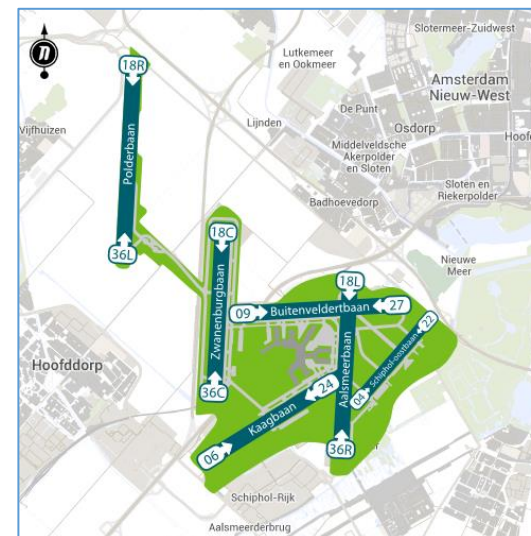 n
Slotermeer-Zuidwest
Lutkemeer
en Ookmeer
18R
Amsterdam
Nieuw-West
De Punt
Osdorp
Hoofd
Vijfhuizen
Lijnden
Middelveldsche
Akerpolder
en Sloten
Polderbaan
Sloten en
Riekerpolder
Badhoevedorp
18C
36L
Nieuwe
Meer
18L
Zwanenburgbaan
09
Buitenveldertbaan
27
22
Schiphol-oostbaan
Hoofddorp
Aalsmeerbaan
24
36C
04
Kaagbaan
06
36R
Schiphol-Rijk
Aalsmeerderbrug